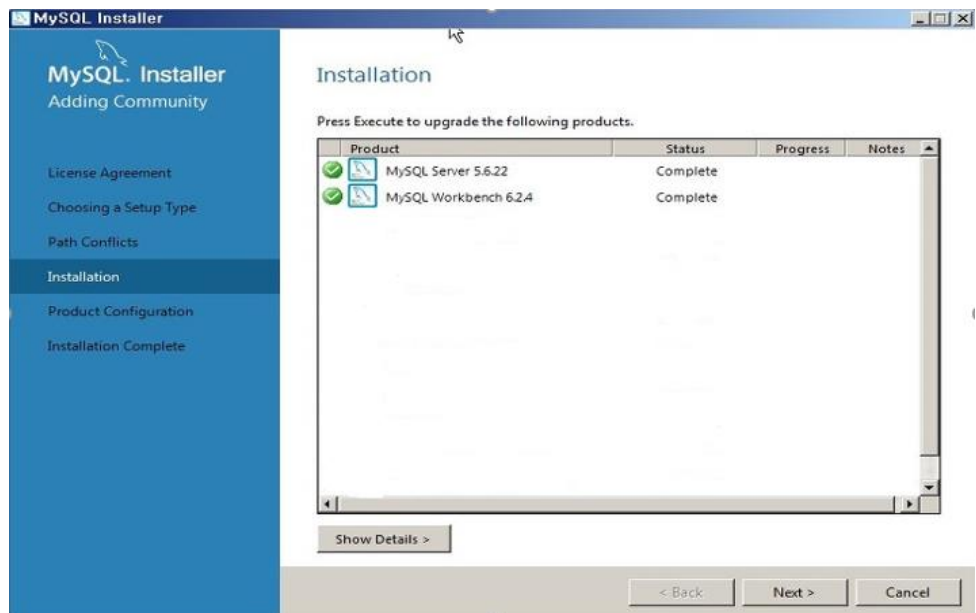 MySQL Installer
MySQL. Installer
Adding Community
License Agreement
Choosing a Setup Type
Path Conflicts
Installation
Product Configuration
Installation Complete
Installation
Press Execute to upgrade the following products.
Product Status Progress Notes
MySQL Server 5.6.22 Complete
MySQL Workbench 6.2.4 Complete
Show Details >
< Back Next > Cancel